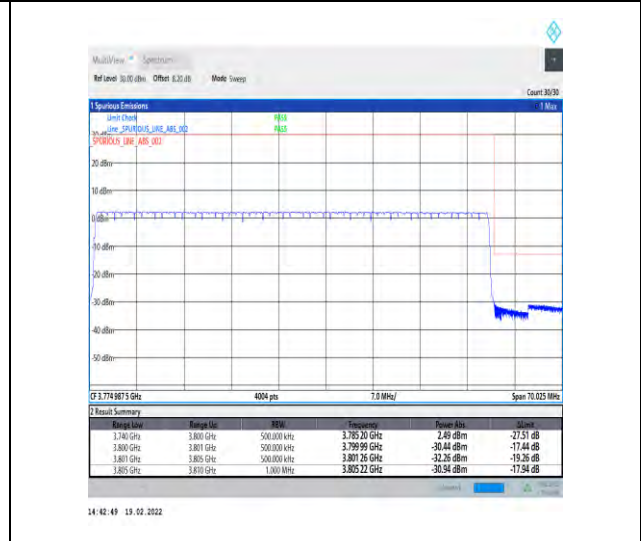 MultiView Spectrum
Ref Level 30.00 dBm Offset 8.20 dB Mode Sweep
Count 30/30
1 Spurious Emissions 1 Max
Limit Check PASS
Line _SPURIOUS_LINE_ABS_002 PASS
_SPURIOUS_LINE_ABS_002
20 dBm
10 dBm
0 dBm
-10 dBm
-20 dBm
-30 dBm
-40 dBm
-50 dBm
CF 3.774 987 5 GHz 4004 pts 7.0 MHz/ Span 70.025 MHz
2 Result Summary
Range Low Range Up RBW Frequency Power Abs ΔLimit
3.740 GHz 3.800 GHz 500.000 kHz 3.785 20 GHz 2.49 dBm -27.51 dB
3.800 GHz 3.801 GHz 500.000 kHz 3.799 99 GHz -30.44 dBm -17.44 dB
3.801 GHz 3.805 GHz 500.000 kHz 3.801 26 GHz -32.26 dBm -19.26 dB
3.805 GHz 3.810 GHz 1.000 MHz 3.805 22 GHz -30.94 dBm -17.94 dB
14:42:49 19.02.2022